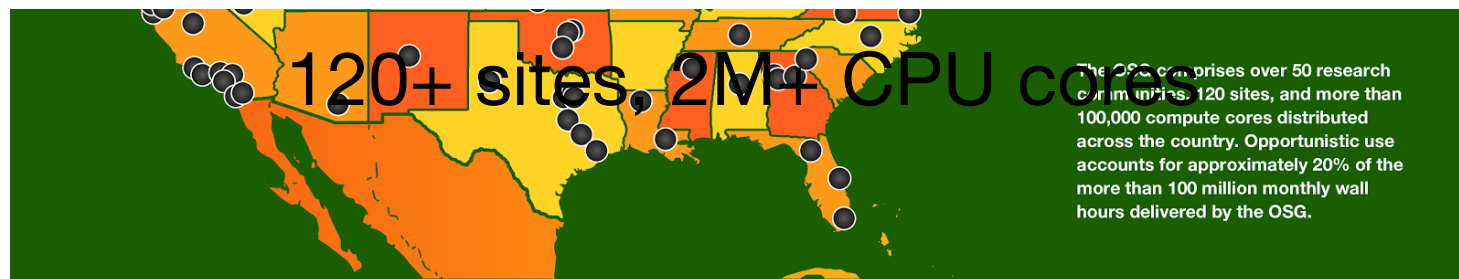 120+ sites, 2M+ CPU cores
The OSG comprises over 50 research
communities, 120 sites, and more than
100,000 compute cores distributed
across the country. Opportunistic use
accounts for approximately 20% of the
more than 100 million monthly wall
hours delivered by the OSG.